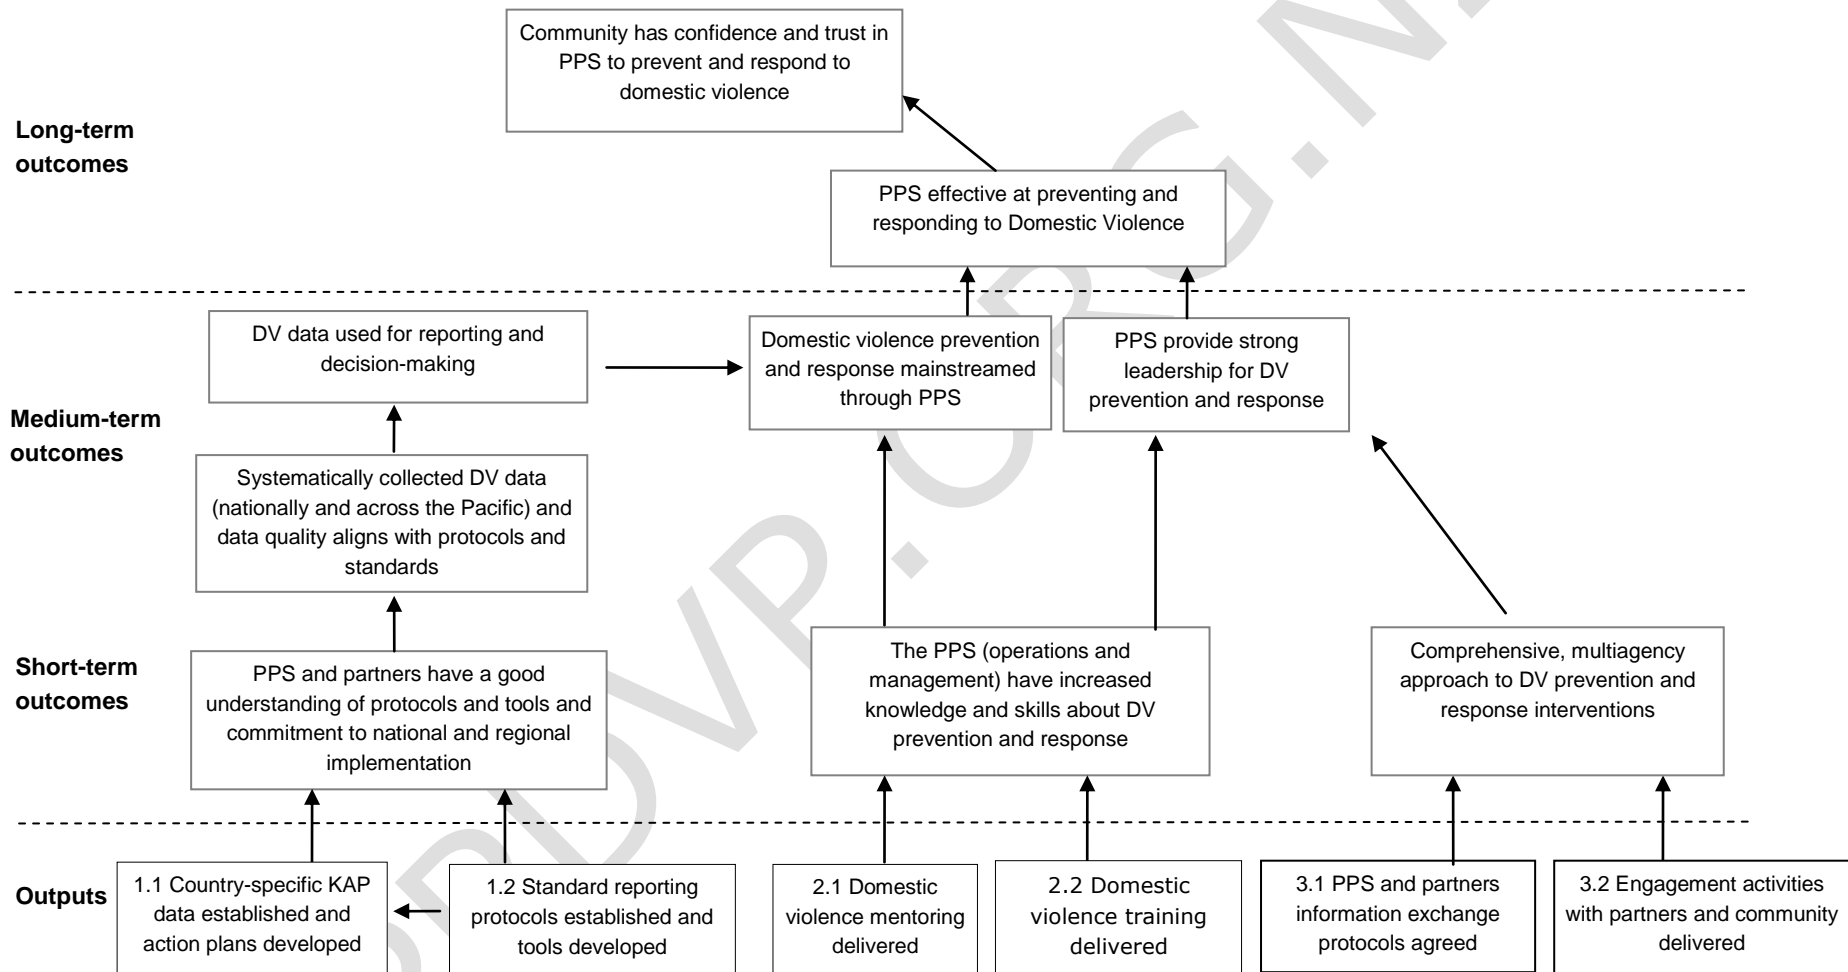 Community has confidence and trust in
PPS to prevent and respond to
domestic violence
Long-term
outcomes
PPS effective at preventing and
responding to Domestic Violence
DV data used for reporting and
decision-making
Domestic violence prevention
and response mainstreamed
through PPS
PPS provide strong
leadership for DV
prevention and response
Medium-term
outcomes
Systematically collected DV data
(nationally and across the Pacific) and
data quality aligns with protocols and
standards
Short-term
outcomes
PPS and partners have a good
understanding of protocols and tools and
commitment to national and regional
implementation
The PPS (operations and
management) have increased
knowledge and skills about DV
prevention and response
Comprehensive, multiagency
approach to DV prevention and
response interventions
Outputs
1.1 Country-specific KAP
data established and
action plans developed
1.2 Standard reporting
protocols established and
tools developed
2.1 Domestic
violence mentoring
delivered
2.2 Domestic
violence training
delivered
3.1 PPS and partners
information exchange
protocols agreed
3.2 Engagement activities
with partners and community
delivered